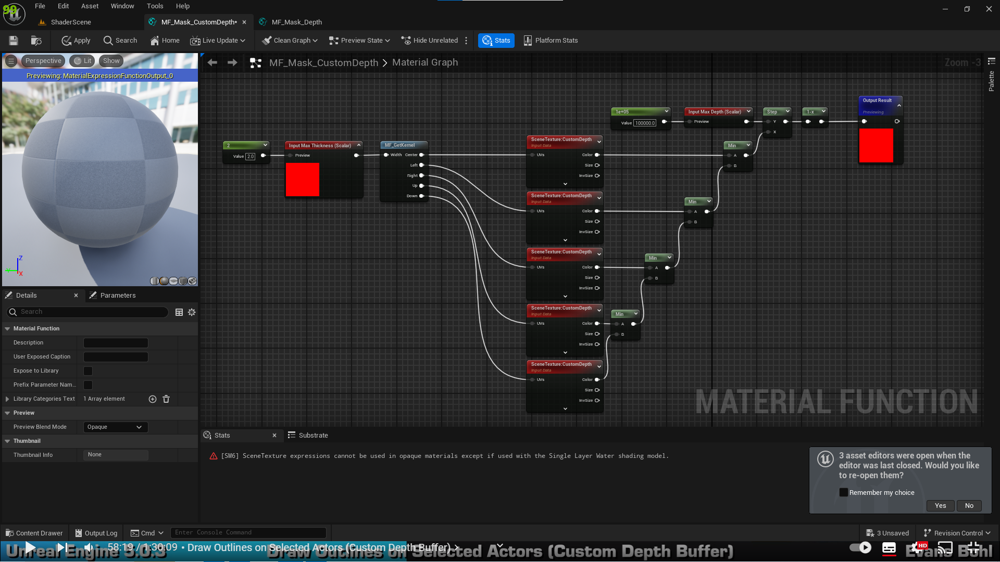 99
File Edit Asset Window Tools Help
ShaderScene
MF_Mask_CustomDepth*
MF_Mask_Depth
Apply Search Home Live Update Clean Graph Preview State Hide Unrelated Stats Platform Stats
Perspective Lit Show
Previewing: MaterialExpressionFunctionOutput_0
Z
Y
X
MF_Mask_CustomDepth > Material Graph
Zoom -3
Palette
2
Value 2.0
Input Max Thickness (Scalar)
Preview
MF_GetKernel
Width Center
Left
Right
Up
Down
SceneTexture:CustomDepth
Input Data
UVs Color
Size
InvSize
SceneTexture:CustomDepth
Input Data
UVs Color
Size
InvSize
SceneTexture:CustomDepth
Input Data
UVs Color
Size
InvSize
SceneTexture:CustomDepth
Input Data
UVs Color
Size
InvSize
SceneTexture:CustomDepth
Input Data
UVs Color
Size
InvSize
1e+05
Value 100000.0
Input Max Depth (Scalar)
Preview
Step
Y
X
1-x
Output Result
Previewing
Min
A
B
Min
A
B
Min
A
B
Min
A
B
MATERIAL FUNCTION
Details
Parameters
Search
Material Function
Description
User Exposed Caption
Expose to Library
Prefix Parameter Nam...
Library Categories Text 1 Array element
Preview
Preview Blend Mode Opaque
Thumbnail
Thumbnail Info None
Stats
Substrate
[SM6] SceneTexture expressions cannot be used in opaque materials except if used with the Single Layer Water shading model.
3 asset editors were open when the
editor was last closed. Would you like
to re-open them?
Remember my choice
Yes No
Content Drawer Output Log Cmd Enter Console Command
3 Unsaved Revision Control
58:19 / 1:30:09 • Draw Outlines on Selected Actors (Custom Depth Buffer) >
HD
Unreal Engine 5.0.3
Draw Outlines on Selected Actors (Custom Depth Buffer)